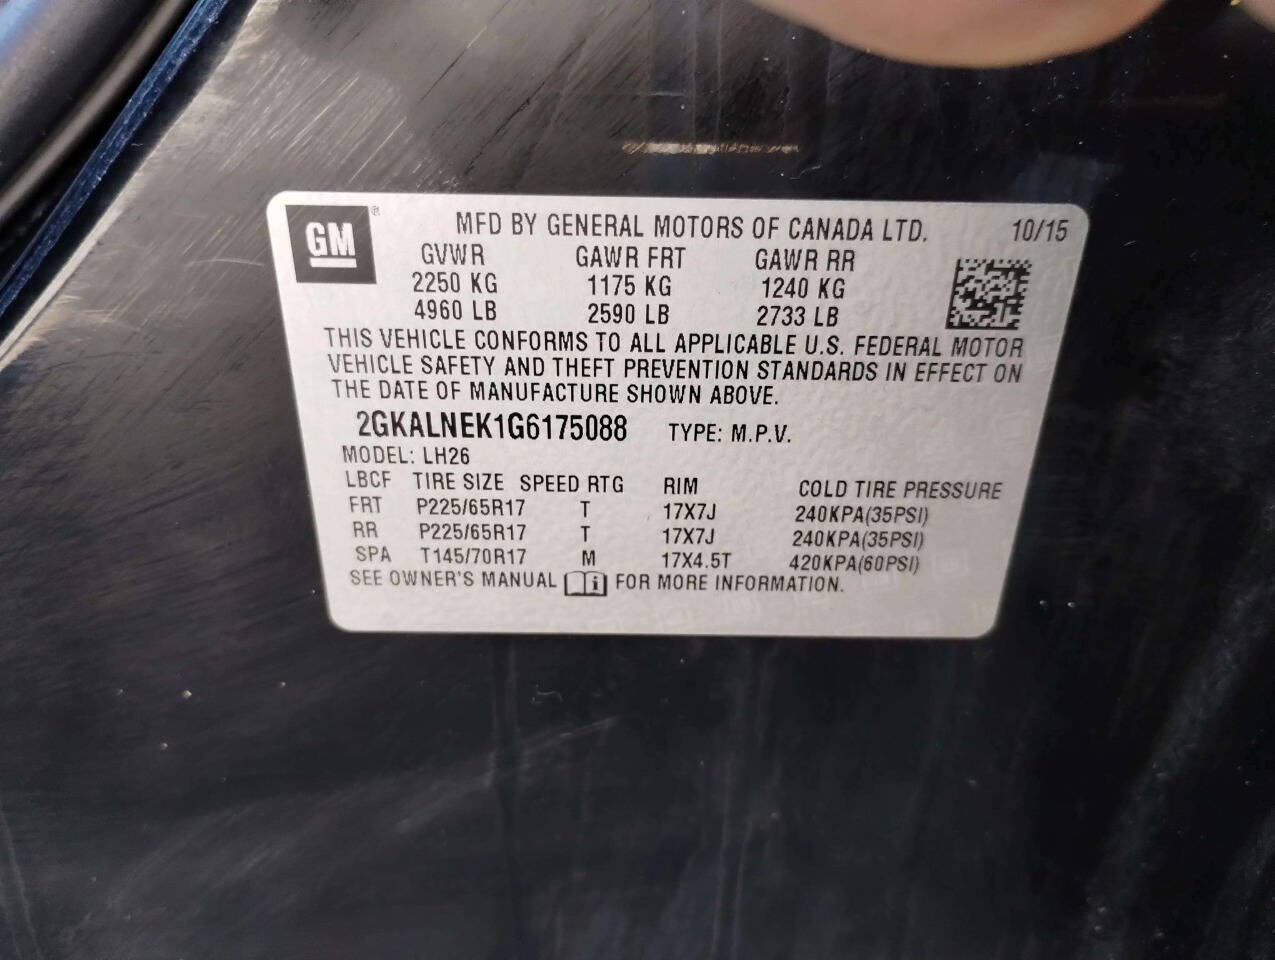 GM ® MFD BY GENERAL MOTORS OF CANADA LTD. 10/15
GVWR GAWR FRT GAWR RR
2250 KG 1175 KG 1240 KG
4960 LB 2590 LB 2733 LB
THIS VEHICLE CONFORMS TO ALL APPLICABLE U.S. FEDERAL MOTOR
VEHICLE SAFETY AND THEFT PREVENTION STANDARDS IN EFFECT ON
THE DATE OF MANUFACTURE SHOWN ABOVE.
2GKALNEK1G6175088 TYPE: M.P.V.
MODEL: LH26
LBCF TIRE SIZE SPEED RTG RIM COLD TIRE PRESSURE
FRT P225/65R17 T 17X7J 240KPA(35PSI)
RR P225/65R17 T 17X7J 240KPA(35PSI)
SPA T145/70R17 M 17X4.5T 420KPA(60PSI)
SEE OWNER'S MANUAL i FOR MORE INFORMATION.